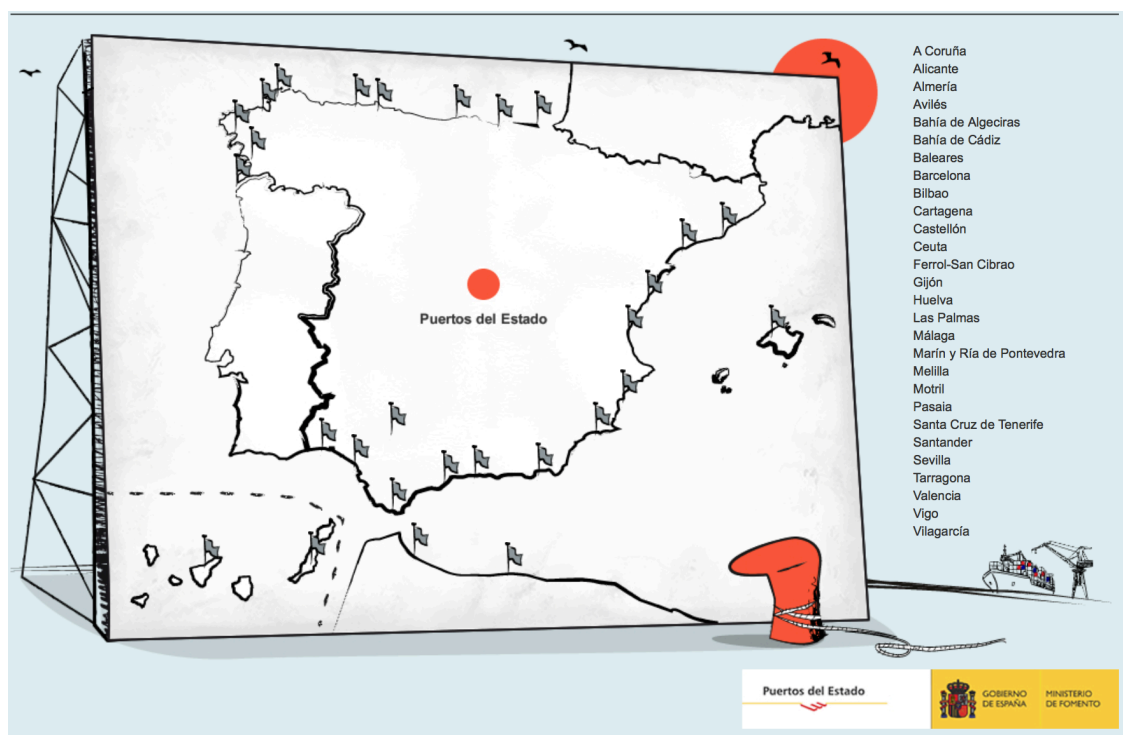 A Coruña
Alicante
Almería
Avilés
Bahía de Algeciras
Bahía de Cádiz
Baleares
Barcelona
Bilbao
Cartagena
Castellón
Ceuta
Ferrol-San Cibrao
Gijón
Huelva
Las Palmas
Málaga
Marín y Ría de Pontevedra
Melilla
Motril
Pasaia
Santa Cruz de Tenerife
Santander
Sevilla
Tarragona
Valencia
Vigo
Vilagarcía
Puertos del Estado
Puertos del Estado
GOBIERNO
DE ESPAÑA
MINISTERIO
DE FOMENTO